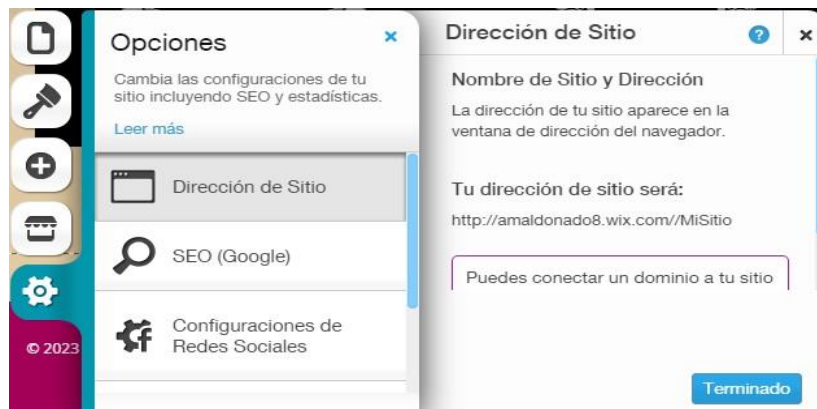 Opciones
Cambia las configuraciones de tu
sitio incluyendo SEO y estadísticas.
Leer más
Dirección de Sitio
SEO (Google)
Configuraciones de
Redes Sociales
© 2023
Dirección de Sitio
Nombre de Sitio y Dirección
La dirección de tu sitio aparece en la
ventana de dirección del navegador.
Tu dirección de sitio será:
http://amaldonado8.wix.com//MiSitio
Puedes conectar un dominio a tu sitio
Terminado